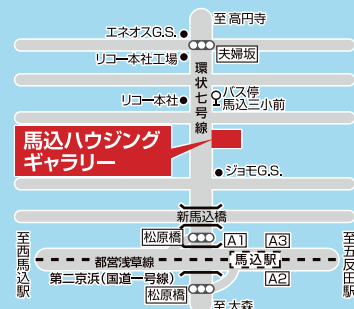 至高円寺
エネオスG.S.
夫婦坂
リコー本社工場
環状七号線
バス停
馬込三小前
リコー本社
馬込ハウジング
ギャラリー
ジョモG.S.
新馬込橋
松原橋
A1
A3
至西馬込駅
都営浅草線
馬込駅
至五反田駅
第二京浜(国道一号線)
A2
松原橋
至大森